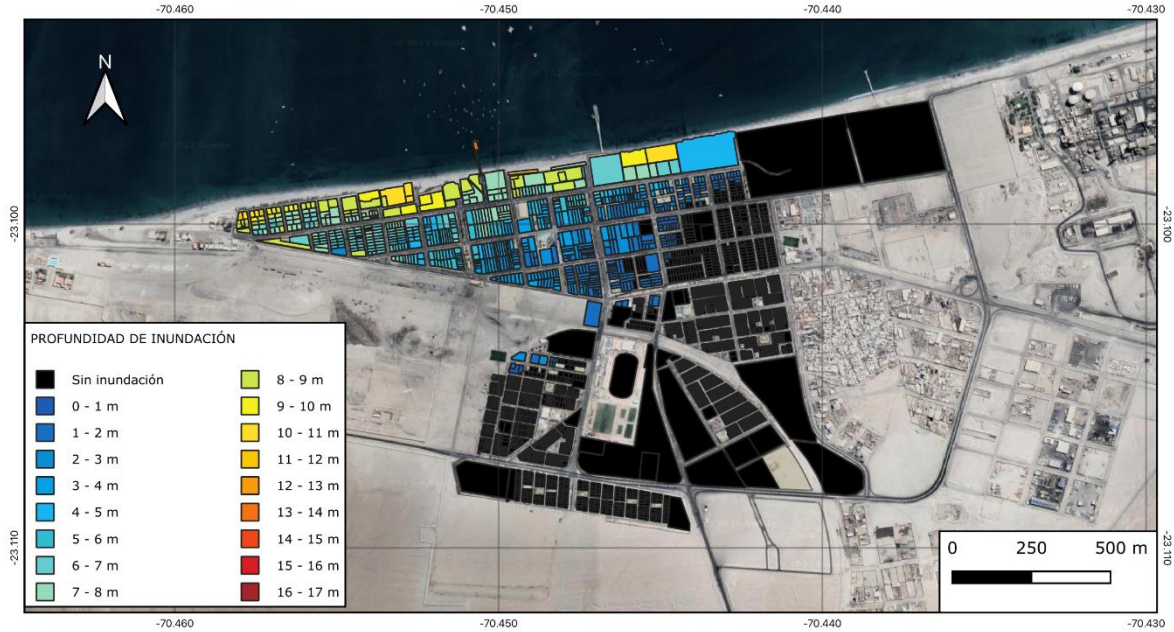 -70.460 -70.450 -70.440 -70.430
N
-23.100 -23.100
PROFUNDIDAD DE INUNDACIÓN
Sin inundación
0 - 1 m
1 - 2 m
2 - 3 m
3 - 4 m
4 - 5 m
5 - 6 m
6 - 7 m
7 - 8 m
8 - 9 m
9 - 10 m
10 - 11 m
11 - 12 m
12 - 13 m
13 - 14 m
14 - 15 m
15 - 16 m
16 - 17 m
-23.110 -23.110
0 250 500 m
-70.460 -70.450 -70.440 -70.430